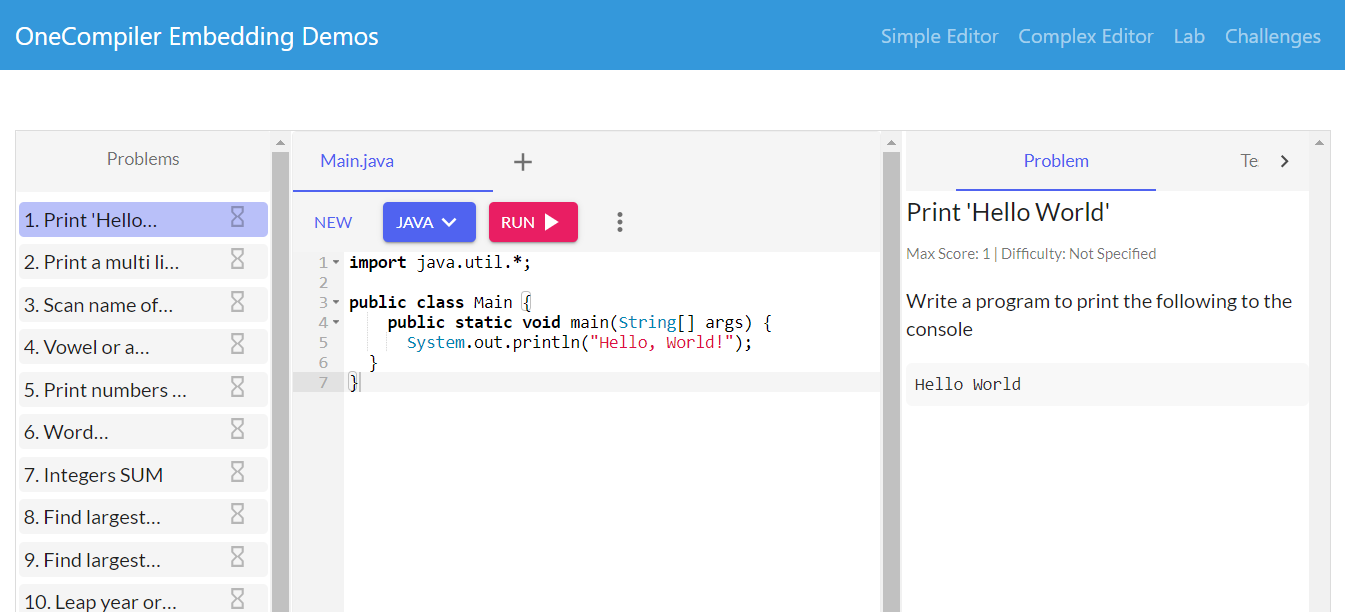 OneCompiler Embedding Demos
Simple Editor Complex Editor Lab Challenges
Problems
1. Print 'Hello...
2. Print a multi li...
3. Scan name of...
4. Vowel or a...
5. Print numbers ...
6. Word...
7. Integers SUM
8. Find largest...
9. Find largest...
10. Leap year or...
Main.java +
NEW JAVA RUN
1 import java.util.*;
2
3 public class Main {
4 public static void main(String[] args) {
5 System.out.println("Hello, World!");
6 }
7 }
Problem Te
Print 'Hello World'
Max Score: 1 | Difficulty: Not Specified
Write a program to print the following to the
console
Hello World